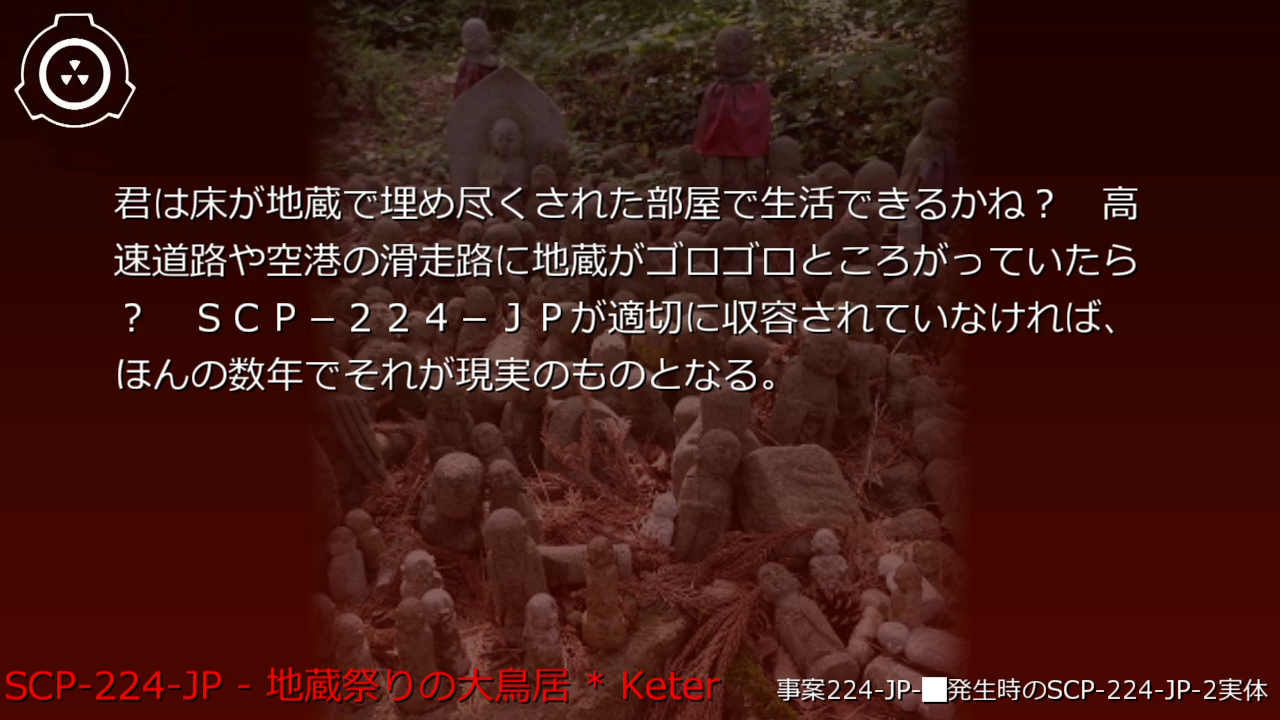 君は床が地蔵で埋め尽くされた部屋で生活できるかね？　高
速道路や空港の滑走路に地蔵がゴロゴロところがっていたら
？　ＳＣＰ－２２４－ＪＰが適切に収容されていなければ、
ほんの数年でそれが現実のものとなる。
SCP-224-JP - 地蔵祭りの大鳥居 * Keter
事案224-JP-█発生時のSCP-224-JP-2実体